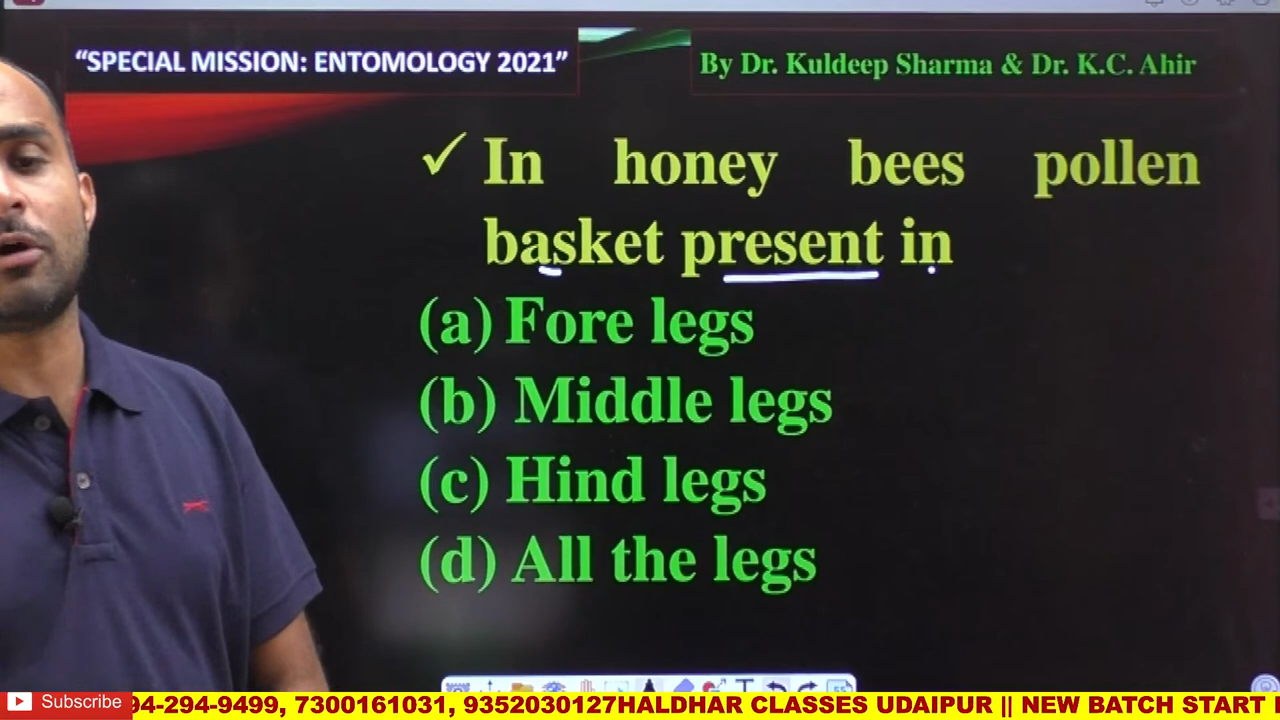 “SPECIAL MISSION: ENTOMOLOGY 2021”
By Dr. Kuldeep Sharma & Dr. K.C. Ahir
✓ In honey bees pollen
basket present in
(a) Fore legs
(b) Middle legs
(c) Hind legs
(d) All the legs
Subscribe
94-294-9499, 7300161031, 9352030127HALDHAR CLASSES UDAIPUR || NEW BATCH START